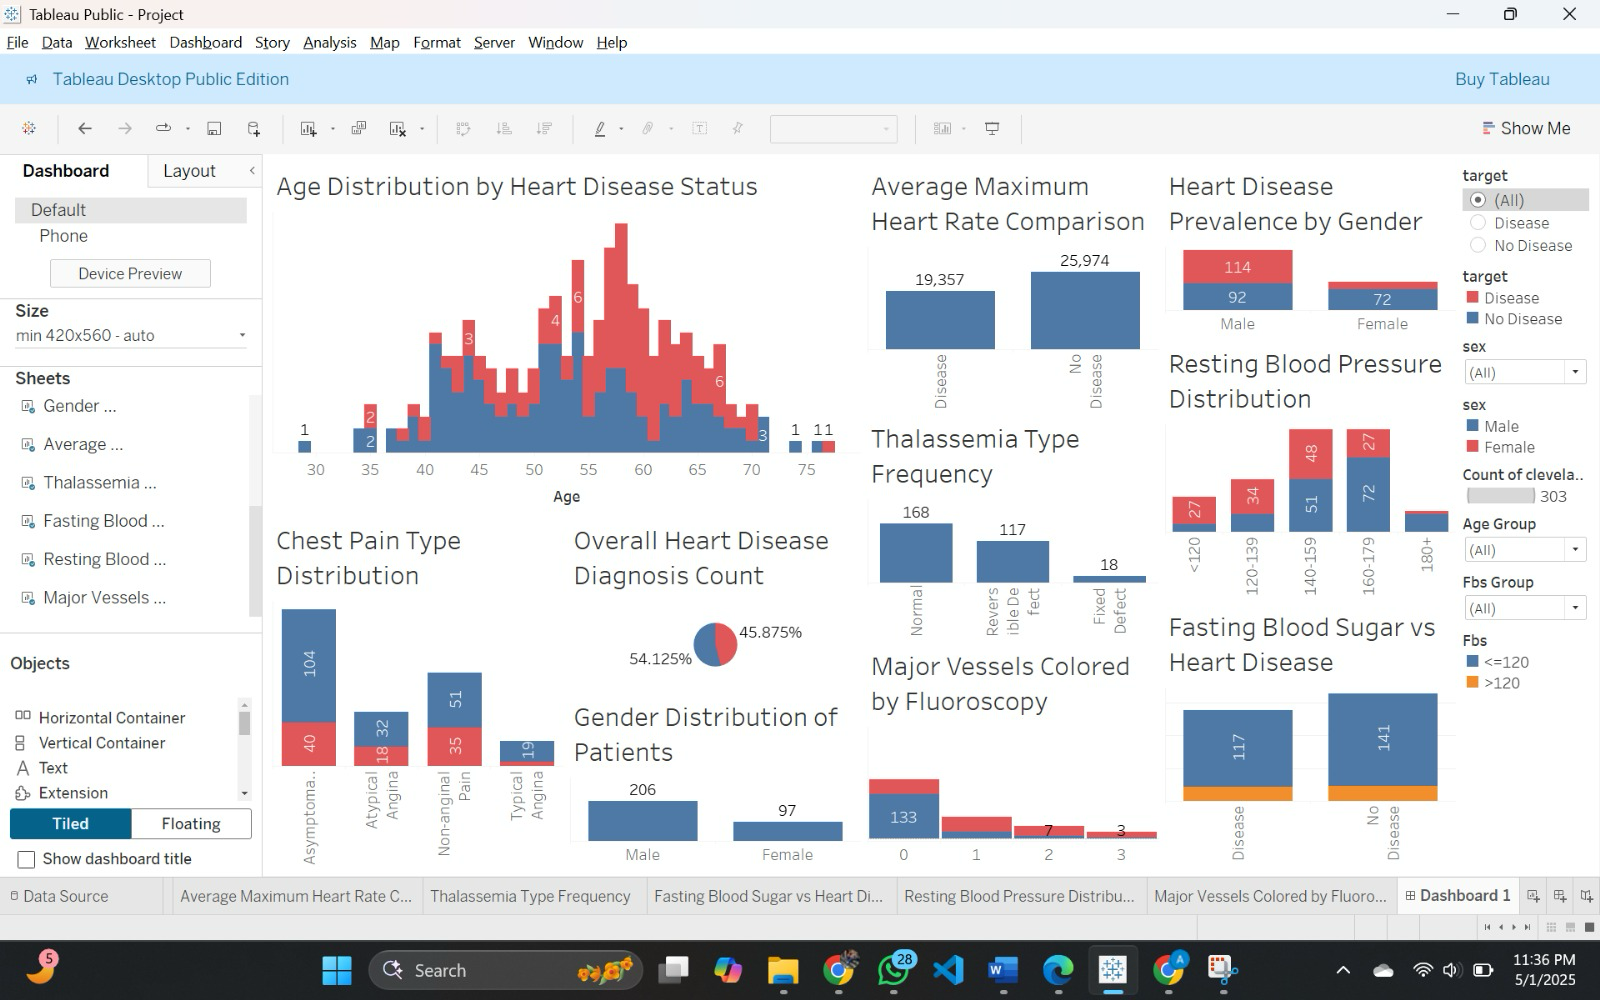 Tableau Public - Project
File Data Worksheet Dashboard Story Analysis Map Format Server Window Help
Tableau Desktop Public Edition
Buy Tableau
Show Me
Dashboard
Layout
Default
Phone
Device Preview
Size
min 420x560 - auto
Sheets
Gender ...
Average ...
Thalassemia ...
Fasting Blood ...
Resting Blood ...
Major Vessels ...
Objects
Horizontal Container
Vertical Container
Text
Extension
Tiled
Floating
Show dashboard title
Age Distribution by Heart Disease Status
1
2
2
3
4
6
6
3
1
11
30 35 40 45 50 55 60 65 70 75
Age
Chest Pain Type
Distribution
104
40
32
18
51
35
19
Asymptoma..
Atypical
Angina
Non-anginal
Pain
Typical
Angina
Overall Heart Disease
Diagnosis Count
45.875%
54.125%
Gender Distribution of
Patients
206
97
Male
Female
Average Maximum
Heart Rate Comparison
19,357
25,974
Disease
No
Disease
Thalassemia Type
Frequency
168
117
18
Normal
Revers
ible De
fect
Fixed
Defect
Major Vessels Colored
by Fluoroscopy
133
7
3
0 1 2 3
Heart Disease
Prevalence by Gender
114
92
72
Male
Female
Resting Blood Pressure
Distribution
27
34
48
51
27
72
<120
120-139
140-159
160-179
180+
Fasting Blood Sugar vs
Heart Disease
117
141
Disease
No
Disease
target
(All)
Disease
No Disease
target
Disease
No Disease
sex
(All)
sex
Male
Female
Count of clevela..
303
Age Group
(All)
Fbs Group
(All)
Fbs
<=120
>120
Data Source
Average Maximum Heart Rate C...
Thalassemia Type Frequency
Fasting Blood Sugar vs Heart Di...
Resting Blood Pressure Distribu...
Major Vessels Colored by Fluoro...
Dashboard 1
5
Search
28
A
11:36 PM
5/1/2025